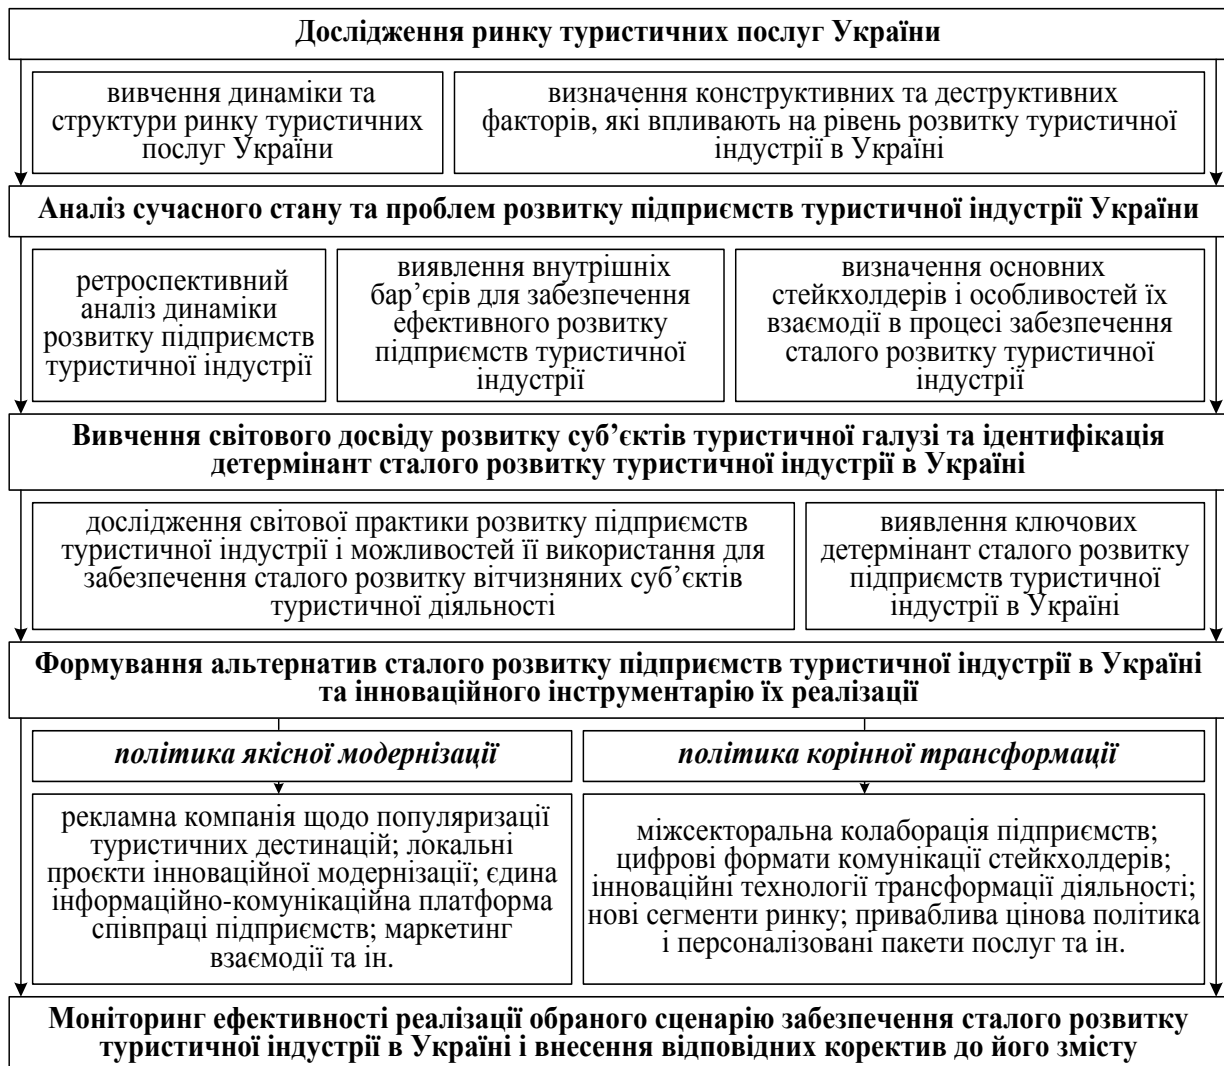 Дослідження ринку туристичних послуг України
вивчення динаміки та
структури ринку туристичних
послуг України
визначення конструктивних та деструктивних
факторів, які впливають на рівень розвитку туристичної
індустрії в Україні
Аналіз сучасного стану та проблем розвитку підприємств туристичної індустрії України
ретроспективний
аналіз динаміки
розвитку підприємств
туристичної індустрії
виявлення внутрішніх
бар’єрів для забезпечення
ефективного розвитку
підприємств туристичної
індустрії
визначення основних
стейкхолдерів і особливостей їх
взаємодії в процесі забезпечення
сталого розвитку туристичної
індустрії
Вивчення світового досвіду розвитку суб’єктів туристичної галузі та ідентифікація
детермінант сталого розвитку туристичної індустрії в Україні
дослідження світової практики розвитку підприємств
туристичної індустрії і можливостей її використання для
забезпечення сталого розвитку вітчизняних суб’єктів
туристичної діяльності
виявлення ключових
детермінант сталого розвитку
підприємств туристичної
індустрії в Україні
Формування альтернатив сталого розвитку підприємств туристичної індустрії в Україні
та інноваційного інструментарію їх реалізації
політика якісної модернізації
політика корінної трансформації
рекламна компанія щодо популяризації
туристичних дестинацій; локальні
проєкти інноваційної модернізації; єдина
інформаційно-комунікаційна платформа
співпраці підприємств; маркетинг
взаємодії та ін.
міжсекторальна колаборація підприємств;
цифрові формати комунікації стейкхолдерів;
інноваційні технології трансформації діяльності;
нові сегменти ринку; приваблива цінова політика
і персоналізовані пакети послуг та ін.
Моніторинг ефективності реалізації обраного сценарію забезпечення сталого розвитку
туристичної індустрії в Україні і внесення відповідних коректив до його змісту